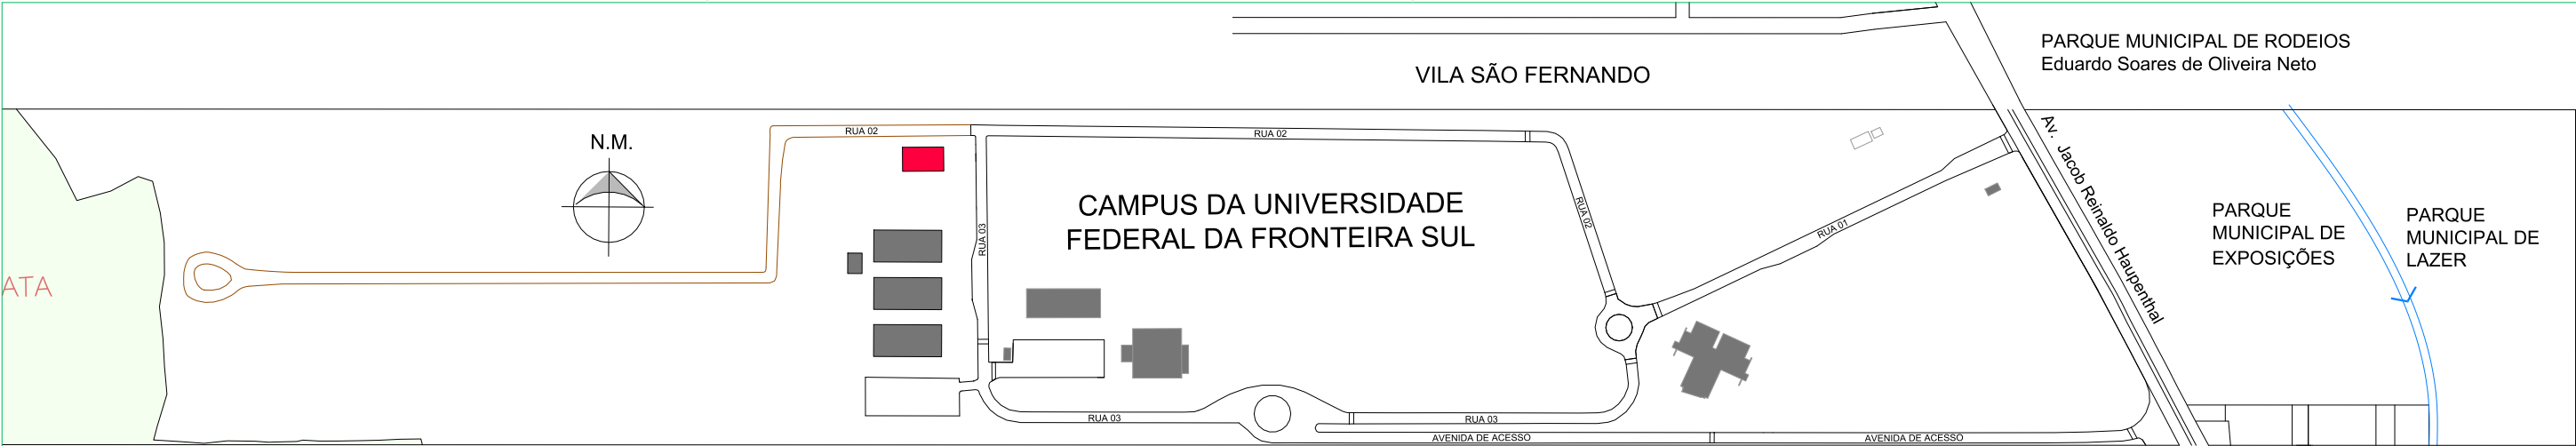 PARQUE MUNICIPAL DE RODEIOS
Eduardo Soares de Oliveira Neto
VILA SÃO FERNANDO
RUA 02
RUA 02
N.M.
Av. Jacob Reinaldo Haupenthal
CAMPUS DA UNIVERSIDADE
FEDERAL DA FRONTEIRA SUL
RUA 03
RUA 02
RUA 01
PARQUE
MUNICIPAL DE
EXPOSIÇÕES
PARQUE
MUNICIPAL DE
LAZER
ATA
RUA 03
RUA 03
AVENIDA DE ACESSO
AVENIDA DE ACESSO